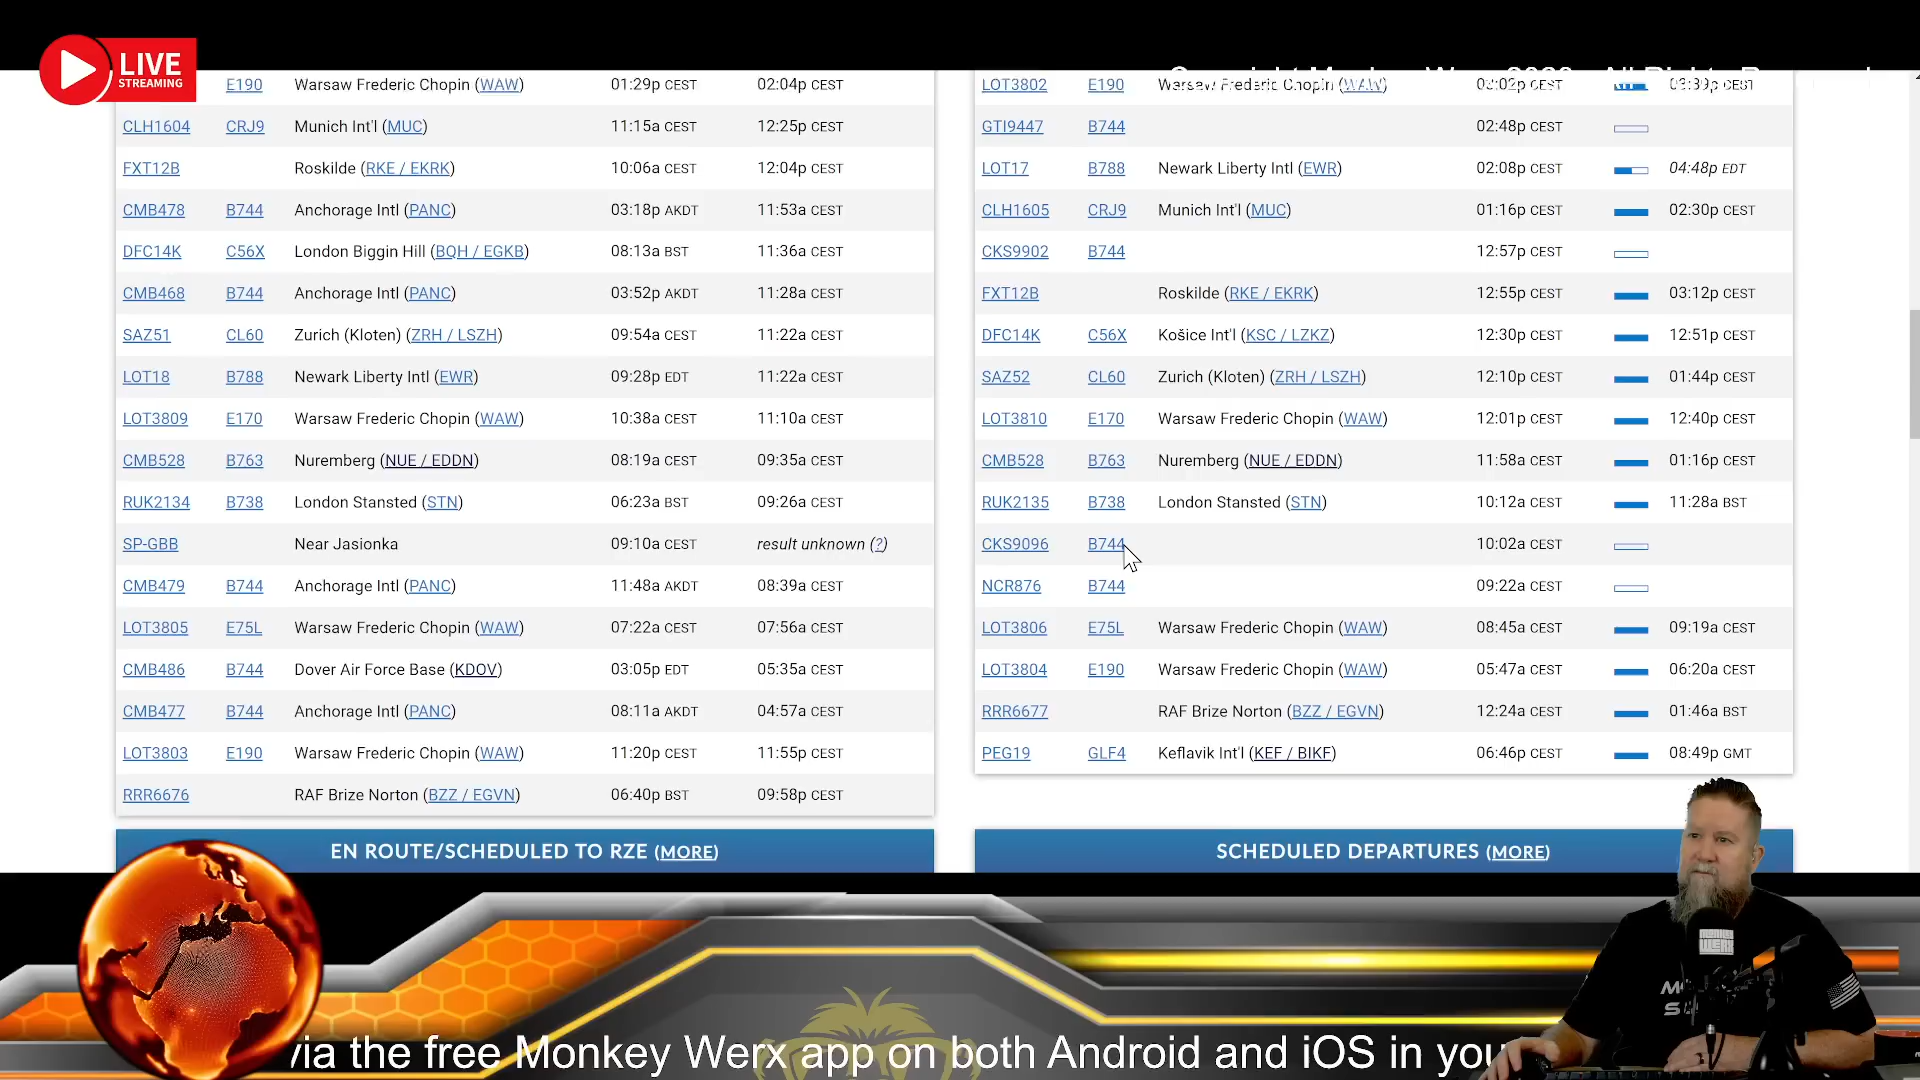 LIVE
STREAMING
E190 Warsaw Frederic Chopin (WAW) 01:29p CEST 02:04p CEST
CLH1604 CRJ9 Munich Int'l (MUC) 11:15a CEST 12:25p CEST
FXT12B Roskilde (RKE / EKRK) 10:06a CEST 12:04p CEST
CMB478 B744 Anchorage Intl (PANC) 03:18p AKDT 11:53a CEST
DFC14K C56X London Biggin Hill (BQH / EGKB) 08:13a BST 11:36a CEST
CMB468 B744 Anchorage Intl (PANC) 03:52p AKDT 11:28a CEST
SAZ51 CL60 Zurich (Kloten) (ZRH / LSZH) 09:54a CEST 11:22a CEST
LOT18 B788 Newark Liberty Intl (EWR) 09:28p EDT 11:22a CEST
LOT3809 E170 Warsaw Frederic Chopin (WAW) 10:38a CEST 11:10a CEST
CMB528 B763 Nuremberg (NUE / EDDN) 08:19a CEST 09:35a CEST
RUK2134 B738 London Stansted (STN) 06:23a BST 09:26a CEST
SP-GBB Near Jasionka 09:10a CEST result unknown (?)
CMB479 B744 Anchorage Intl (PANC) 11:48a AKDT 08:39a CEST
LOT3805 E75L Warsaw Frederic Chopin (WAW) 07:22a CEST 07:56a CEST
CMB486 B744 Dover Air Force Base (KDOV) 03:05p EDT 05:35a CEST
CMB477 B744 Anchorage Intl (PANC) 08:11a AKDT 04:57a CEST
LOT3803 E190 Warsaw Frederic Chopin (WAW) 11:20p CEST 11:55p CEST
RRR6676 RAF Brize Norton (BZZ / EGVN) 06:40p BST 09:58p CEST
EN ROUTE/SCHEDULED TO RZE (MORE)
LOT3802 E190 Warsaw Frederic Chopin (WAW)
GTI9447 B744 02:48p CEST
LOT17 B788 Newark Liberty Intl (EWR) 02:08p CEST 04:48p EDT
CLH1605 CRJ9 Munich Int'l (MUC) 01:16p CEST 02:30p CEST
CKS9902 B744 12:57p CEST
FXT12B Roskilde (RKE / EKRK) 12:55p CEST 03:12p CEST
DFC14K C56X Košice Int'l (KSC / LZKZ) 12:30p CEST 12:51p CEST
SAZ52 CL60 Zurich (Kloten) (ZRH / LSZH) 12:10p CEST 01:44p CEST
LOT3810 E170 Warsaw Frederic Chopin (WAW) 12:01p CEST 12:40p CEST
CMB528 B763 Nuremberg (NUE / EDDN) 11:58a CEST 01:16p CEST
RUK2135 B738 London Stansted (STN) 10:12a CEST 11:28a BST
CKS9096 B744 10:02a CEST
NCR876 B744 09:22a CEST
LOT3806 E75L Warsaw Frederic Chopin (WAW) 08:45a CEST 09:19a CEST
LOT3804 E190 Warsaw Frederic Chopin (WAW) 05:47a CEST 06:20a CEST
RRR6677 RAF Brize Norton (BZZ / EGVN) 12:24a CEST 01:46a BST
PEG19 GLF4 Keflavik Int'l (KEF / BIKF) 06:46p CEST 08:49p GMT
SCHEDULED DEPARTURES (MORE)
via the free Monkey Werx app on both Android and iOS in you